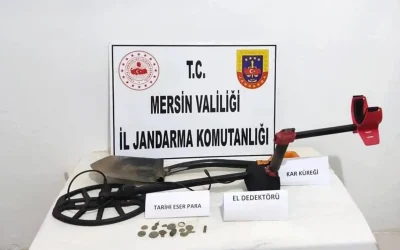 T.C.
MERSİN VALİLİĞİ
İL JANDARMA KOMUTANLIĞI
KAR KÜREĞİ
TARİHİ ESER PARA
EL DEDEKTÖRÜ